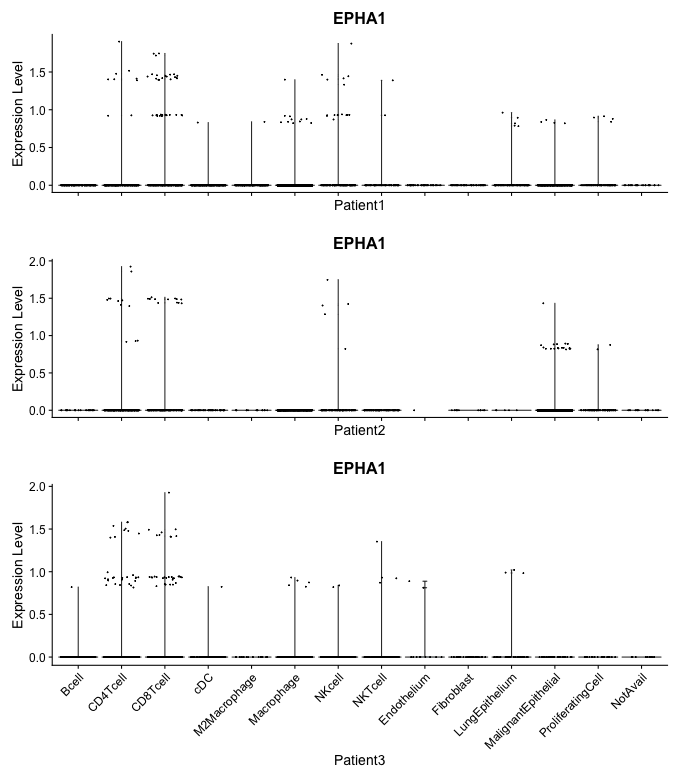 EPHA1
Expression Level
1.5
1.0
0.5
0.0
Patient1
EPHA1
Expression Level
2.0
1.5
1.0
0.5
0.0
Patient2
EPHA1
Expression Level
2.0
1.5
1.0
0.5
0.0
Bcell
CD4Tcell
CD8Tcell
cDC
M2Macrophage
Macrophage
NKcell
NKTcell
Endothelium
Fibroblast
LungEpithelium
MalignantEpithelial
ProliferatingCell
NotAvail
Patient3